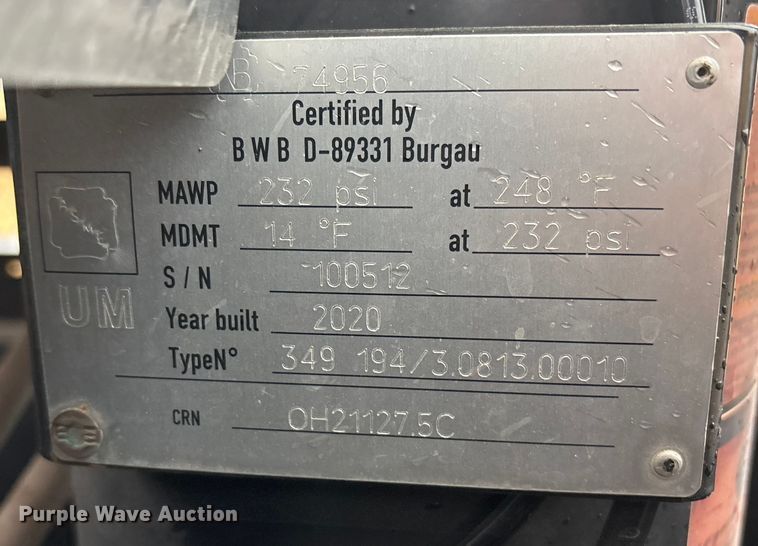 {NB} 74956
Certified by
B W B D-89331 Burgau
MAWP 232 psi at 248 °F
MDMT 14 °F at 232 psi
S / N 100512
UM
Year built 2020
TypeN° 349 194/3.0813.00010
CRN OH21127.5C
Purple Wave Auction